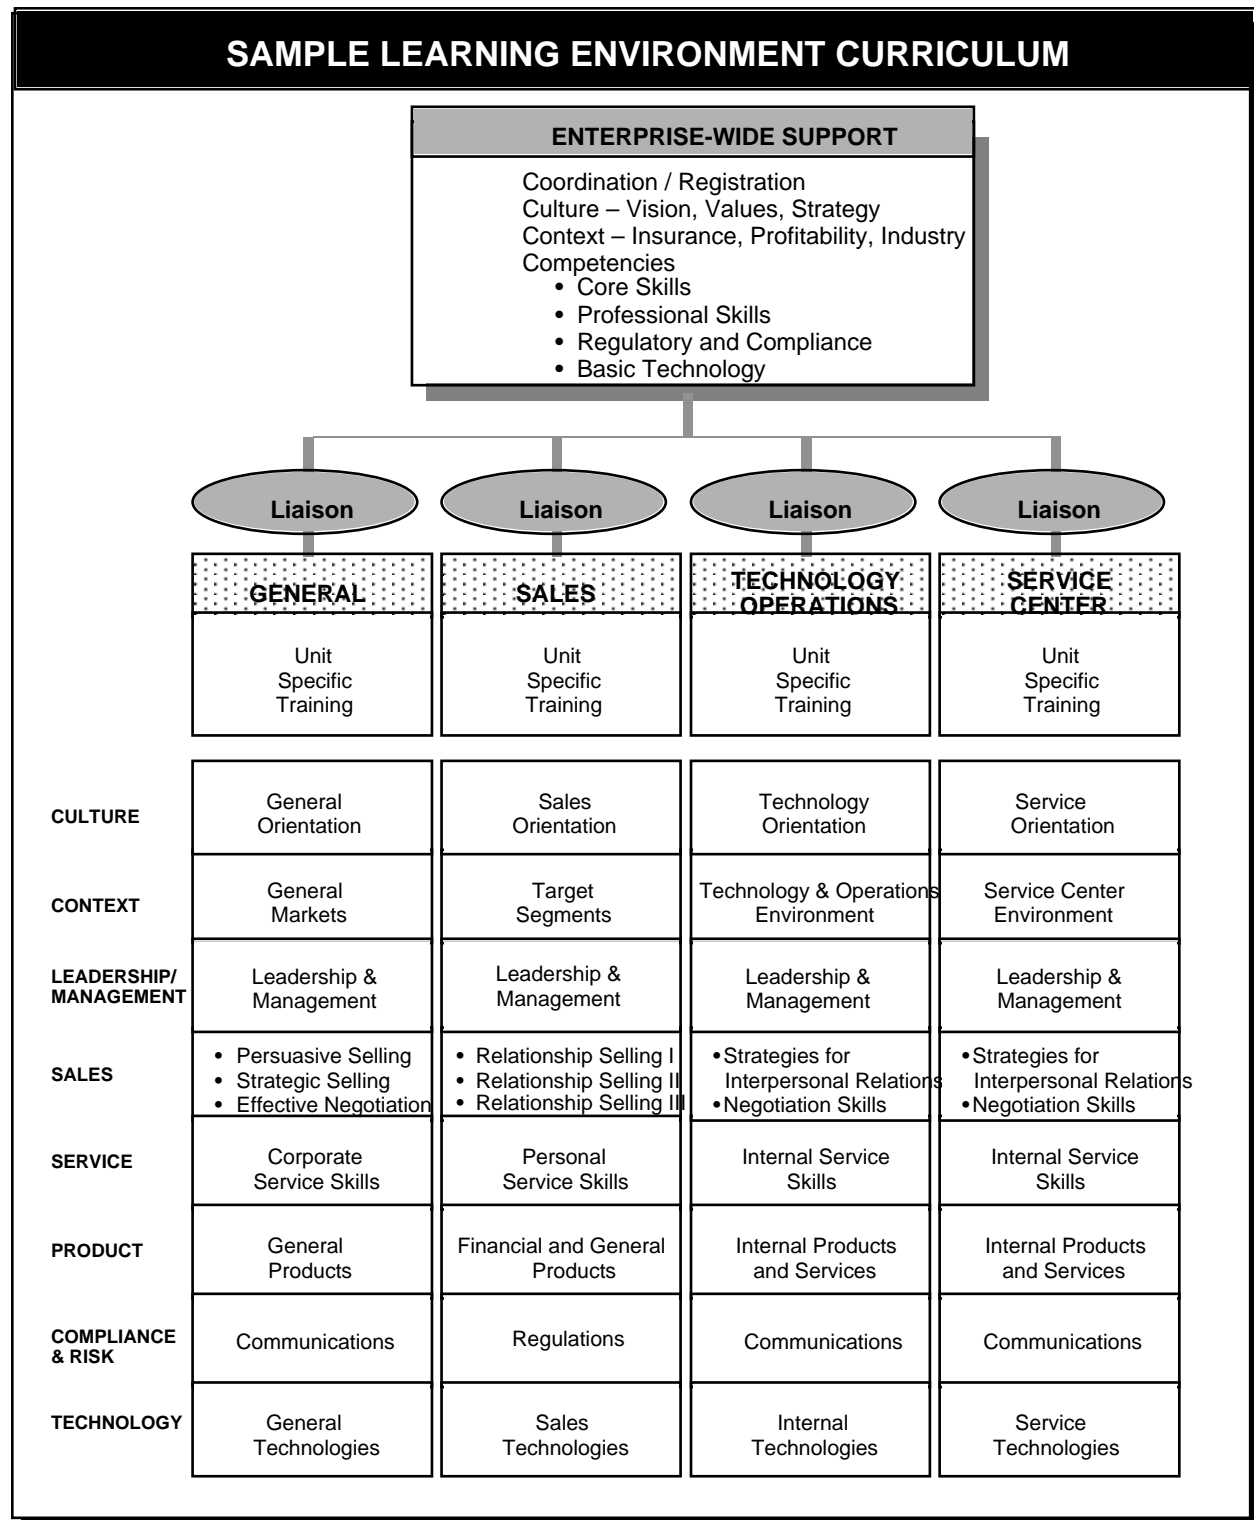 SAMPLE LEARNING ENVIRONMENT CURRICULUM
ENTERPRISE-WIDE SUPPORT
Coordination / Registration
Culture – Vision, Values, Strategy
Context – Insurance, Profitability, Industry
Competencies
• Core Skills
• Professional Skills
• Regulatory and Compliance
• Basic Technology
Liaison
Liaison
Liaison
Liaison
GENERAL
SALES
TECHNOLOGY
OPERATIONS
SERVICE
CENTER
Unit
Specific
Training
Unit
Specific
Training
Unit
Specific
Training
Unit
Specific
Training
CULTURE
General
Orientation
Sales
Orientation
Technology
Orientation
Service
Orientation
CONTEXT
General
Markets
Target
Segments
Technology & Operations
Environment
Service Center
Environment
LEADERSHIP/
MANAGEMENT
Leadership &
Management
Leadership &
Management
Leadership &
Management
Leadership &
Management
SALES
• Persuasive Selling
• Strategic Selling
• Effective Negotiation
• Relationship Selling I
• Relationship Selling II
• Relationship Selling III
• Strategies for
Interpersonal Relations
• Negotiation Skills
• Strategies for
Interpersonal Relations
• Negotiation Skills
SERVICE
Corporate
Service Skills
Personal
Service Skills
Internal Service
Skills
Internal Service
Skills
PRODUCT
General
Products
Financial and General
Products
Internal Products
and Services
Internal Products
and Services
COMPLIANCE
& RISK
Communications
Regulations
Communications
Communications
TECHNOLOGY
General
Technologies
Sales
Technologies
Internal
Technologies
Service
Technologies